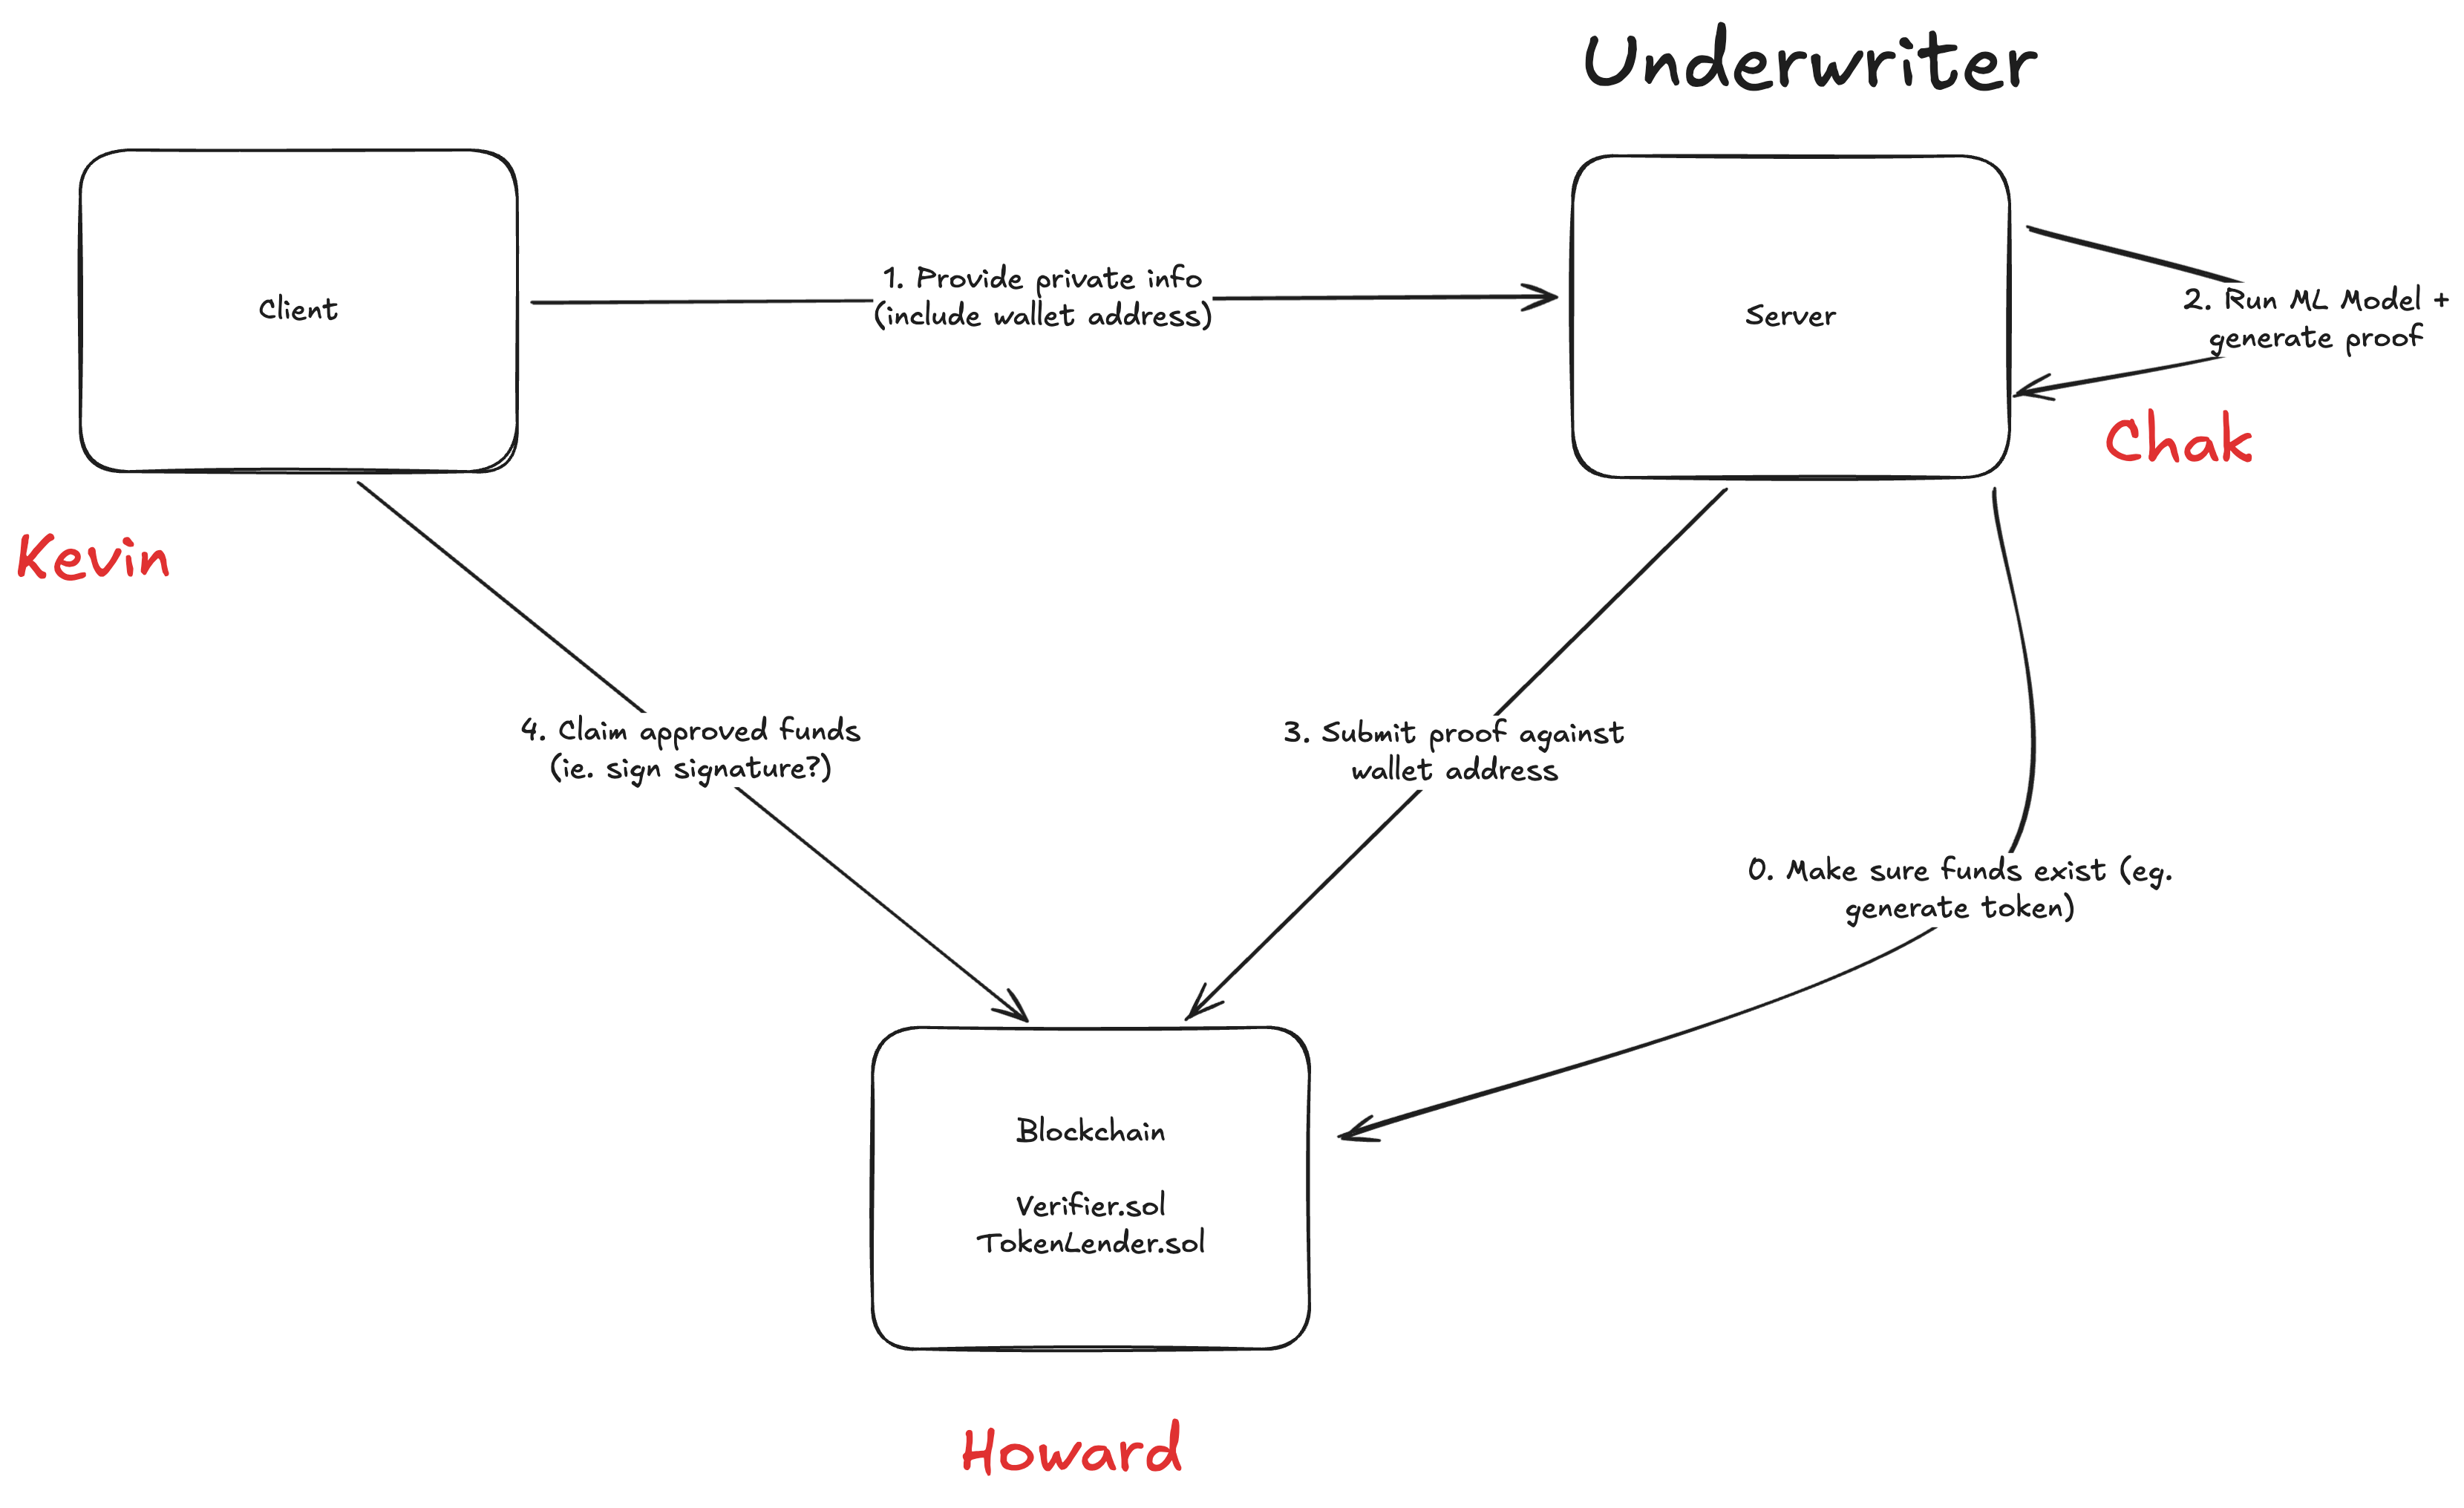 Underwriter
Client
1. Provide private info
(include wallet address)
Server
2. Run ML Model +
generate proof
Chak
Kevin
4. Claim approved funds
(ie. sign signature?)
3. Submit proof against
wallet address
0. Make sure funds exist (eg.
generate token)
Blockchain
Verifier.sol
TokenLender.sol
Howard